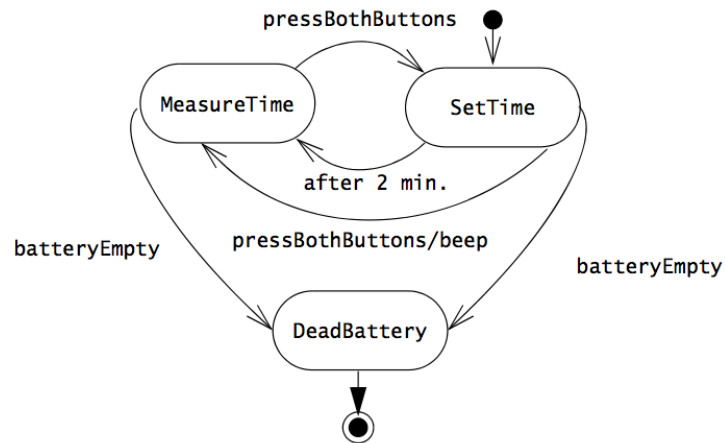 pressBothButtons
MeasureTime
SetTime
after 2 min.
pressBothButtons/beep
batteryEmpty
batteryEmpty
DeadBattery